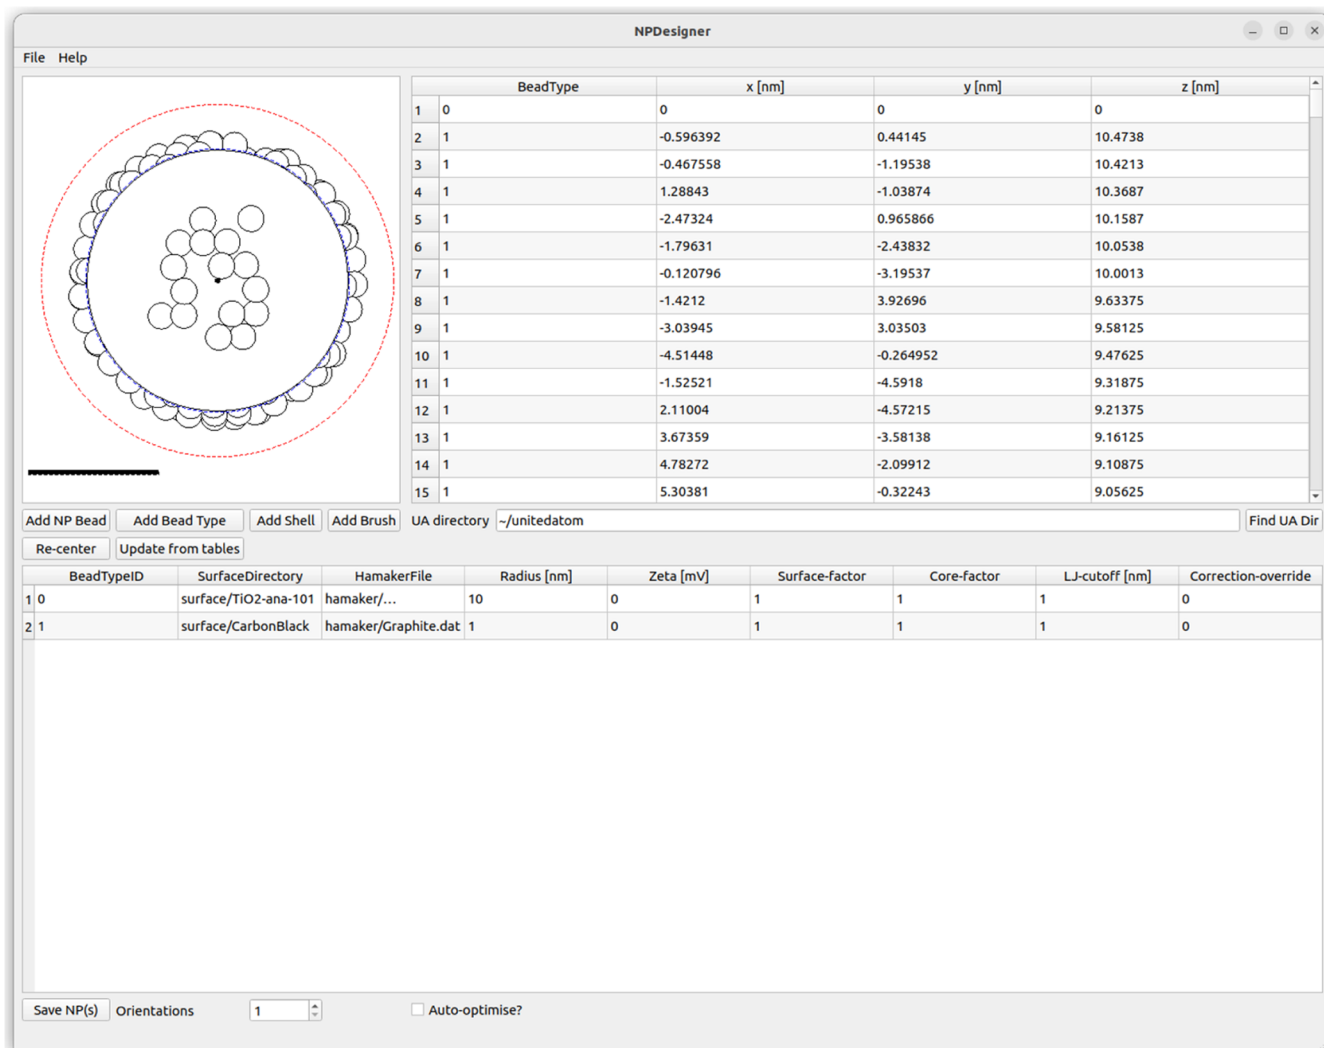 NPDesigner
File Help
BeadType x [nm] y [nm] z [nm]
1 0 0 0 0
2 1 -0.596392 0.44145 10.4738
3 1 -0.467558 -1.19538 10.4213
4 1 1.28843 -1.03874 10.3687
5 1 -2.47324 0.965866 10.1587
6 1 -1.79631 -2.43832 10.0538
7 1 -0.120796 -3.19537 10.0013
8 1 -1.4212 3.92696 9.63375
9 1 -3.03945 3.03503 9.58125
10 1 -4.51448 -0.264952 9.47625
11 1 -1.52521 -4.5918 9.31875
12 1 2.11004 -4.57215 9.21375
13 1 3.67359 -3.58138 9.16125
14 1 4.78272 -2.09912 9.10875
15 1 5.30381 -0.32243 9.05625
Add NP Bead Add Bead Type Add Shell Add Brush UA directory ~/unitedatom Find UA Dir
Re-center Update from tables
BeadTypeID SurfaceDirectory HamakerFile Radius [nm] Zeta [mV] Surface-factor Core-factor LJ-cutoff [nm] Correction-override
1 0 surface/TiO2-ana-101 hamaker/... 10 0 1 1 1 0
2 1 surface/CarbonBlack hamaker/Graphite.dat 1 0 1 1 1 0
Save NP(s) Orientations 1 Auto-optimise?